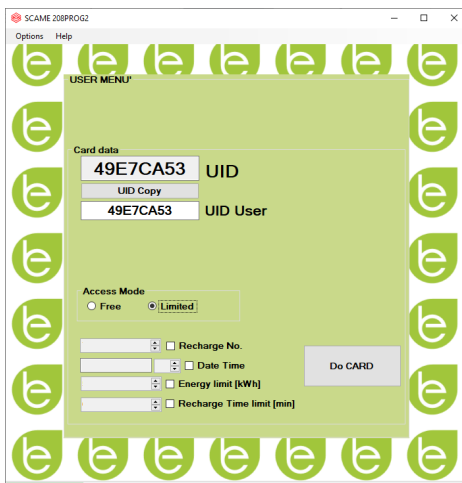 SCAME 208PROG2
Options Help
USER MENU'
Card data
49E7CA53 UID
UID Copy
49E7CA53 UID User
Access Mode
Free Limited
Recharge No.
Date Time
Do CARD
Energy limit [kWh]
Recharge Time limit [min]